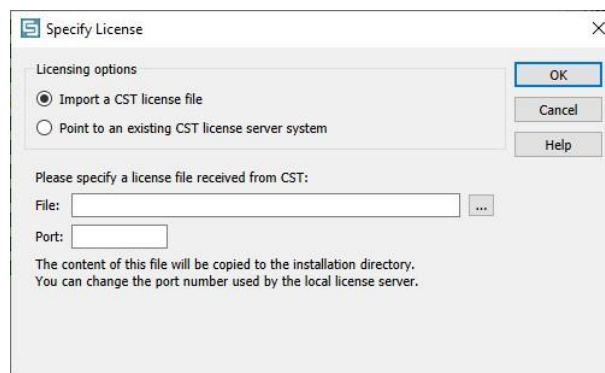 Specify License
Licensing options
Import a CST license file
Point to an existing CST license server system
OK
Cancel
Help
Please specify a license file received from CST:
File:
...
Port:
The content of this file will be copied to the installation directory.
You can change the port number used by the local license server.